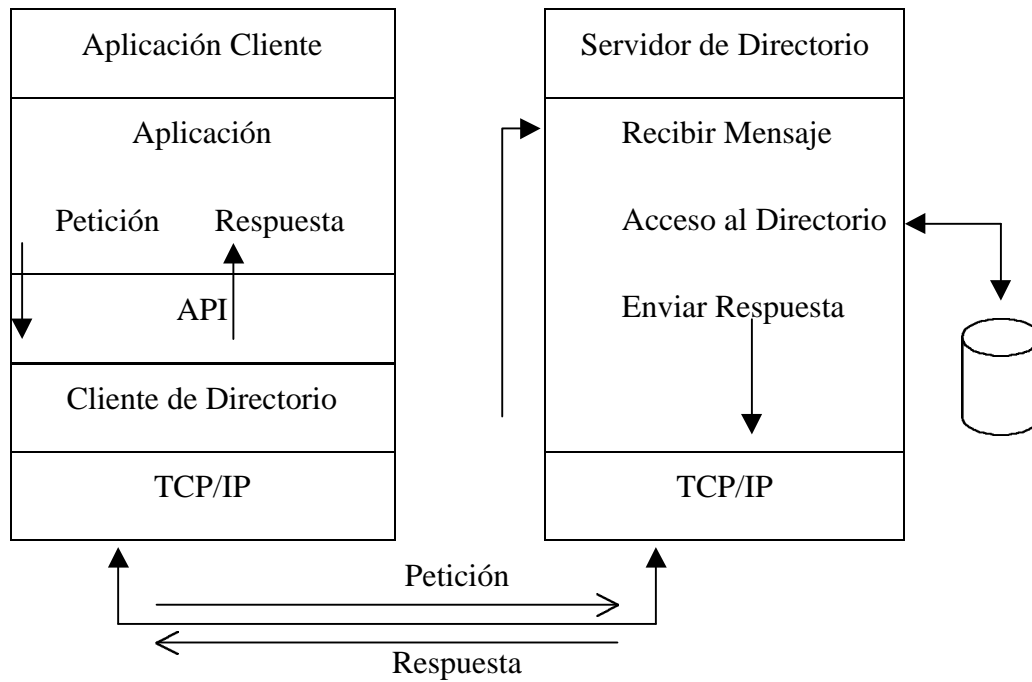 Aplicación Cliente
Aplicación
Petición
Respuesta
API
Cliente de Directorio
TCP/IP
Servidor de Directorio
Recibir Mensaje
Acceso al Directorio
Enviar Respuesta
TCP/IP
Petición
Respuesta